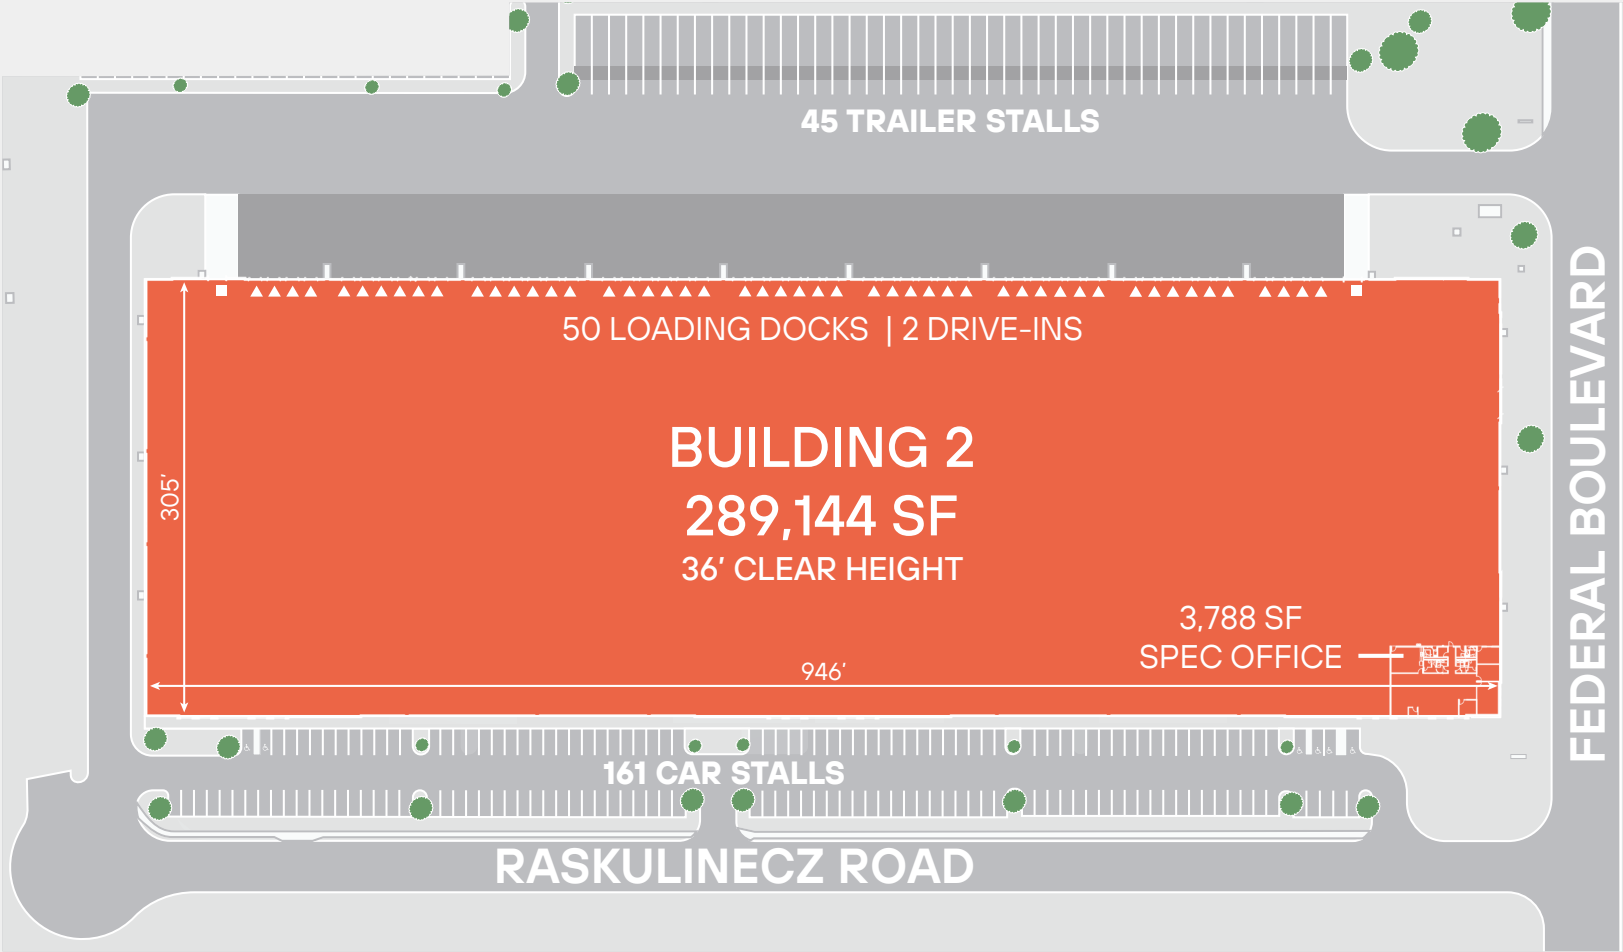 45 TRAILER STALLS
50 LOADING DOCKS | 2 DRIVE-INS
BUILDING 2
289,144 SF
36' CLEAR HEIGHT
305'
3,788 SF
SPEC OFFICE
946'
161 CAR STALLS
RASKULINECZ ROAD
FEDERAL BOULEVARD